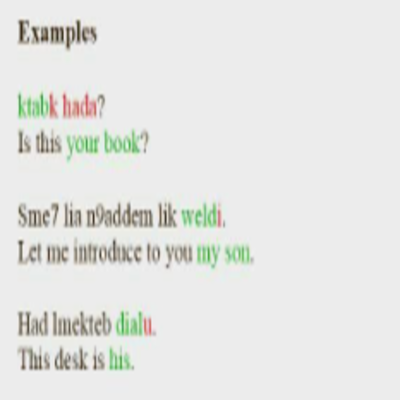 Examples
ktabk hada?
Is this your book?
Sme7 lia n9addem lik weldi.
Let me introduce to you my son.
Had lmekteb dialu.
This desk is his.